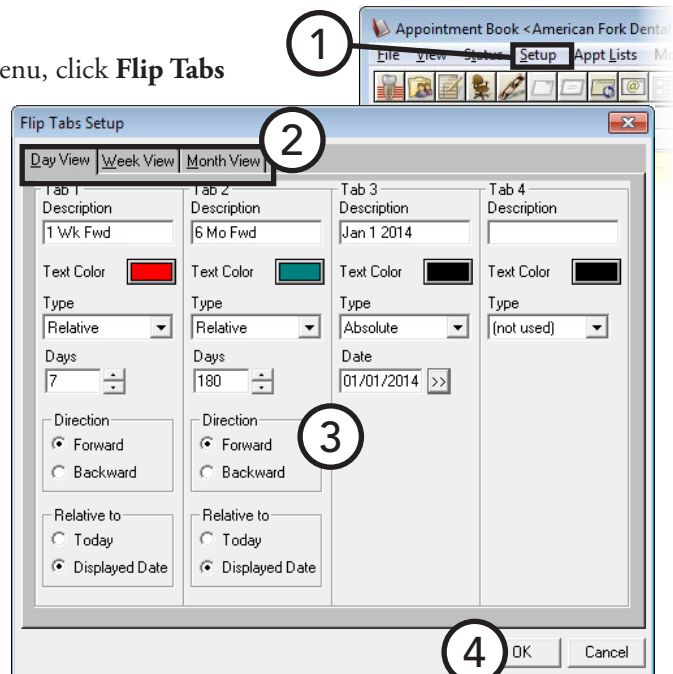 1
Appointment Book <American Fork Dental
File View Status Setup Appt Lists
enu, click Flip Tabs
Flip Tabs Setup
2
Day View Week View Month View
Tab 1 Tab 2 Tab 3 Tab 4
Description Description Description Description
1 Wk Fwd 6 Mo Fwd Jan 1 2014
Text Color Text Color Text Color Text Color
Type Type Type Type
Relative Relative Absolute (not used)
Days Days Date
7 180 01/01/2014 >>
Direction Direction
Forward Forward
3
Backward Backward
Relative to Relative to
Today Today
Displayed Date Displayed Date
4
OK Cancel